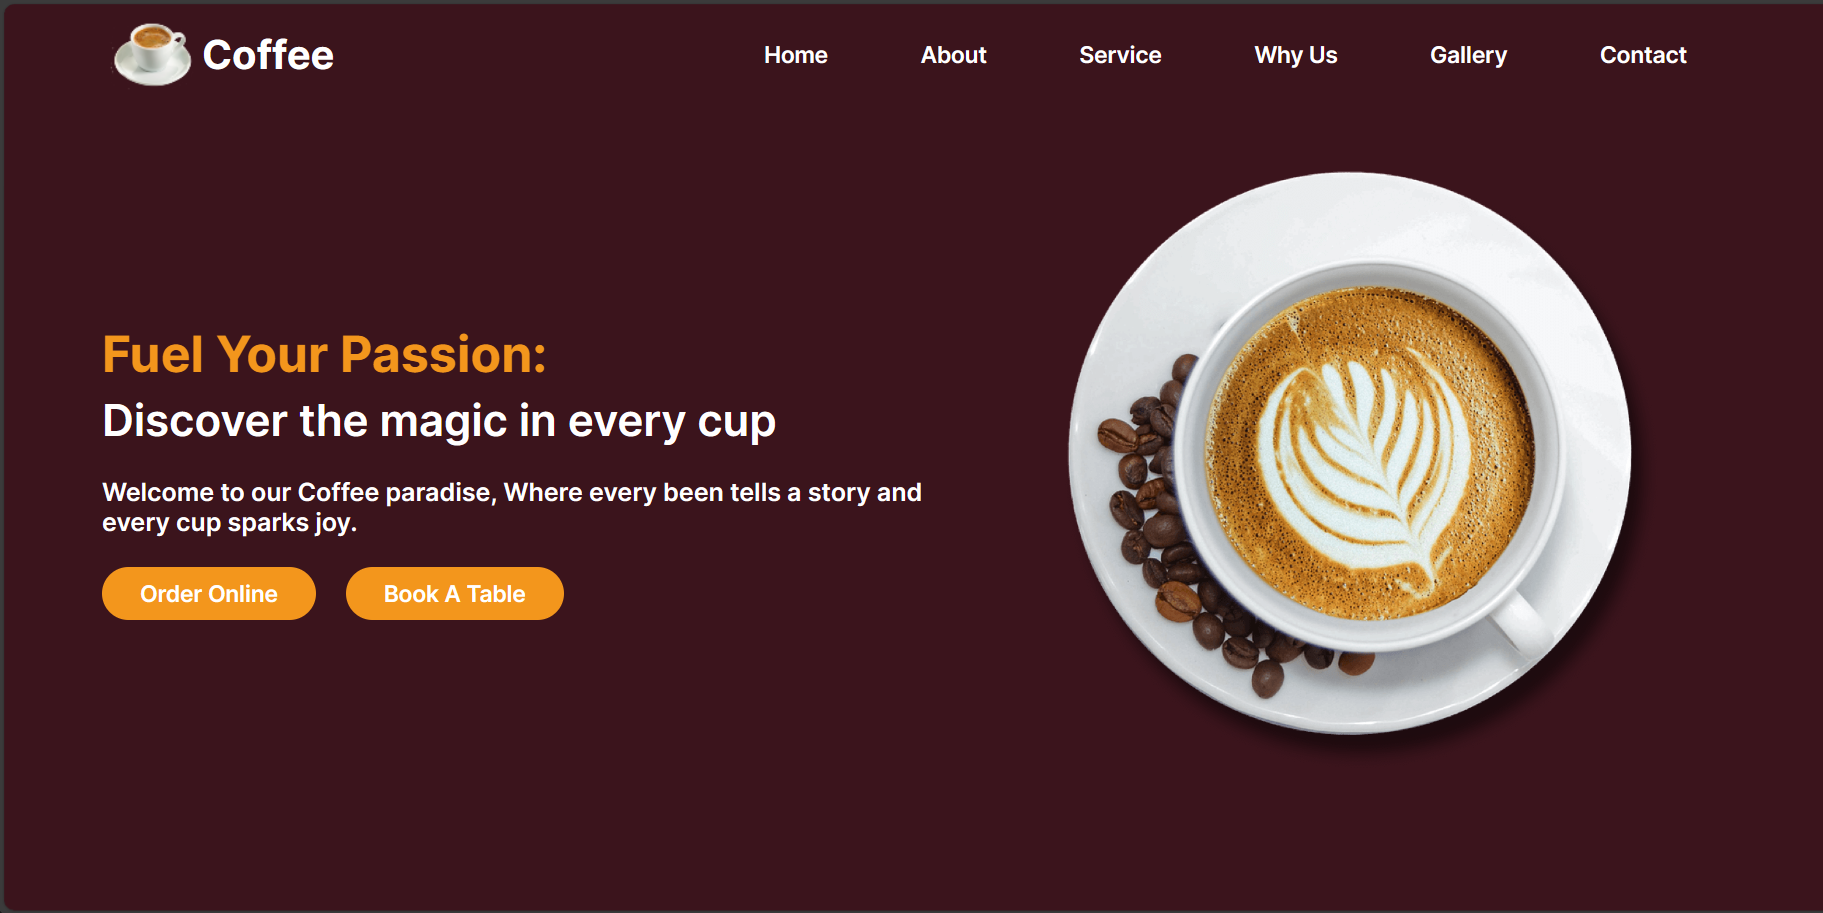 Coffee
Home
About
Service
Why Us
Gallery
Contact
Fuel Your Passion:
Discover the magic in every cup
Welcome to our Coffee paradise, Where every been tells a story and
every cup sparks joy.
Order Online
Book A Table